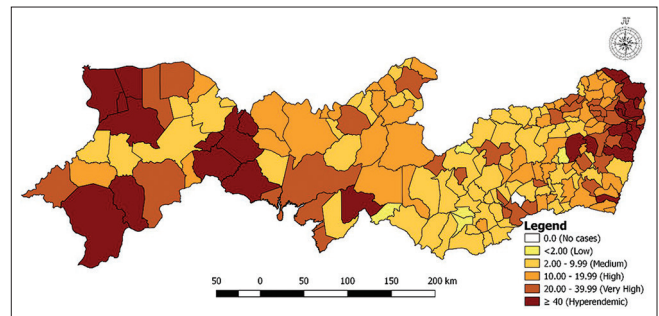 N
50 0 50 100 150 200 km
Legend
0.0 (No cases)
<2.00 (Low)
2.00 - 9.99 (Medium)
10.00 - 19.99 (High)
20.00 - 39.99 (Very High)
≥ 40 (Hyperendemic)